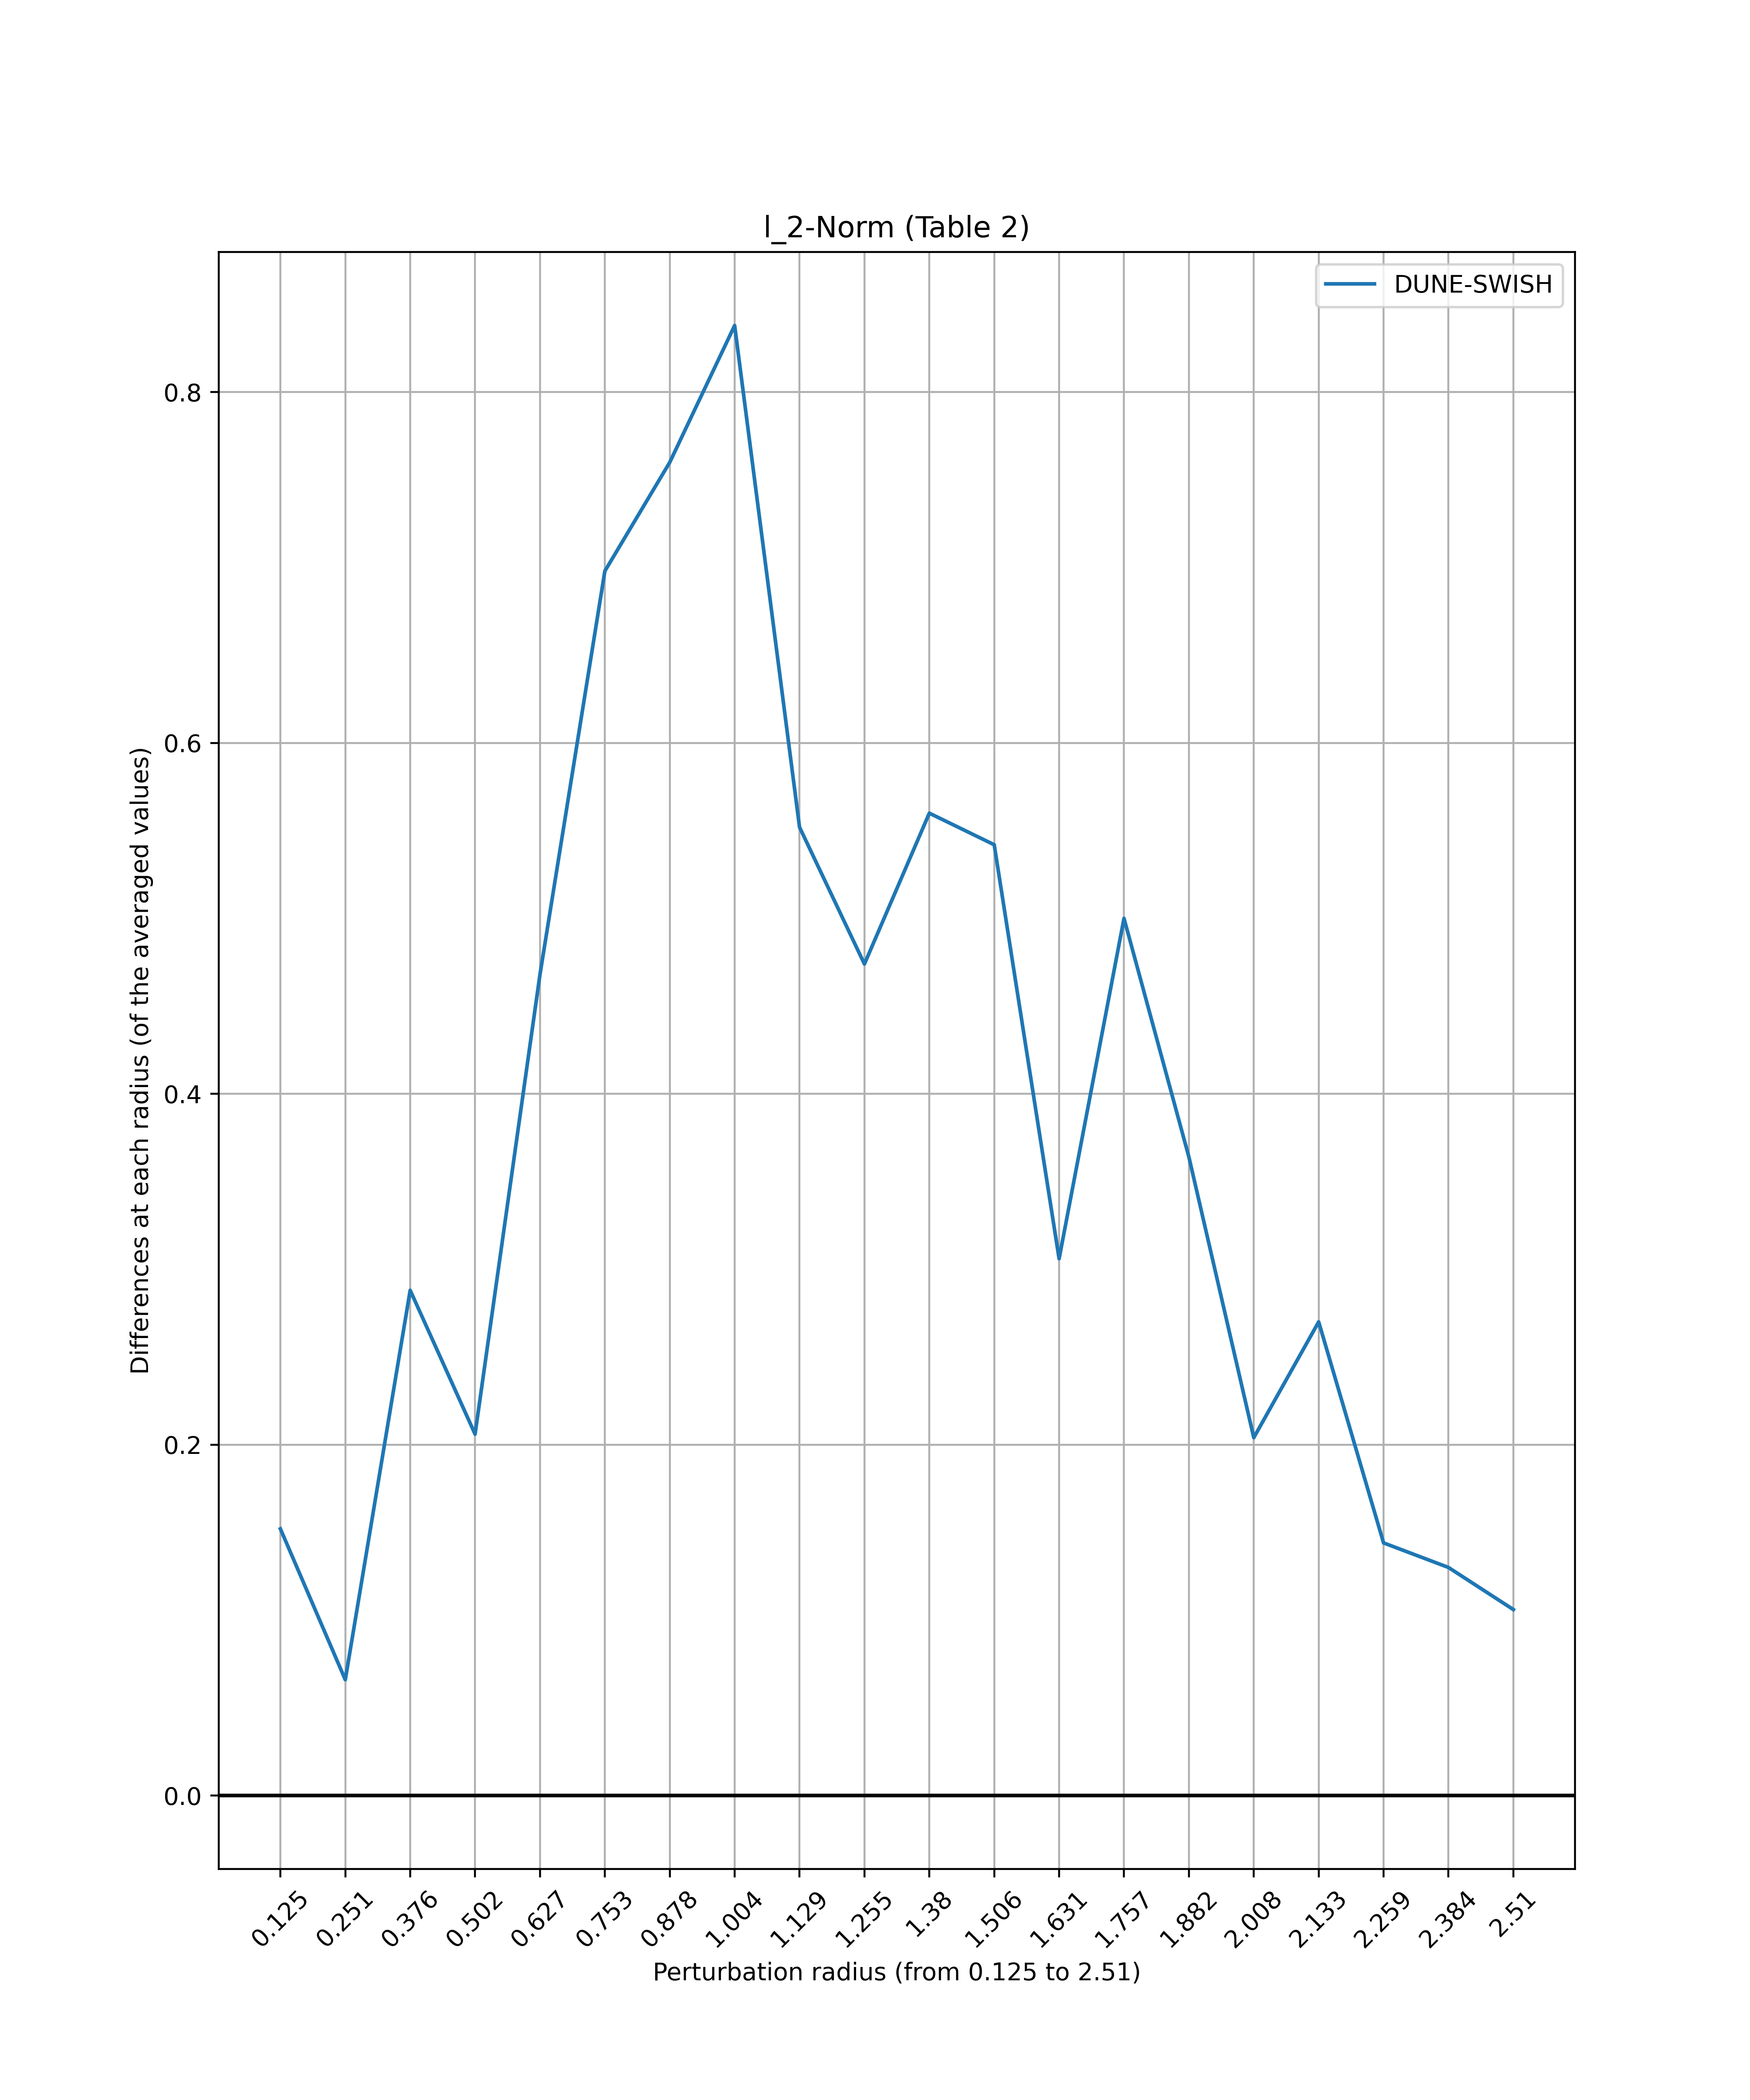 l_2-Norm (Table 2)
DUNE-SWISH
0.8
0.6
0.4
0.2
0.0
Differences at each radius (of the averaged values)
0.125 0.251 0.376 0.502 0.627 0.753 0.878 1.004 1.129 1.255 1.38 1.506 1.631 1.757 1.882 2.008 2.133 2.259 2.384 2.51
Perturbation radius (from 0.125 to 2.51)